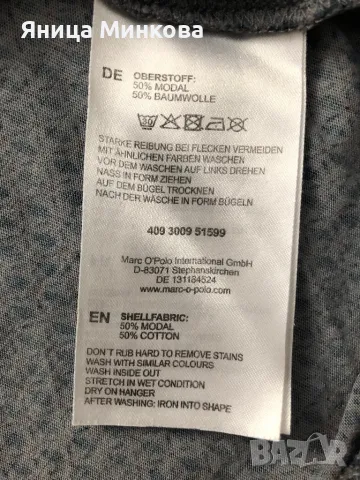 Яница Минкова
DE OBERSTOFF:
50% MODAL
50% BAUMWOLLE
STARKE REIBUNG BEI FLECKEN VERMEIDEN
MIT ÄHNLICHEN FARBEN WASCHEN
VOR DEM WASCHEN AUF LINKS DREHEN
NASS IN FORM ZIEHEN
AUF DEM BÜGEL TROCKNEN
NACH DER WÄSCHE IN FORM BÜGELN
409 3009 51599
Marc O'Polo International GmbH
D-83071 Stephanskirchen
DE 131184524
www.marc-o-polo.com
EN SHELLFABRIC:
50% MODAL
50% COTTON
DON'T RUB HARD TO REMOVE STAINS
WASH WITH SIMILAR COLOURS
WASH INSIDE OUT
STRETCH IN WET CONDITION
DRY ON HANGER
AFTER WASHING: IRON INTO SHAPE
BAZAR